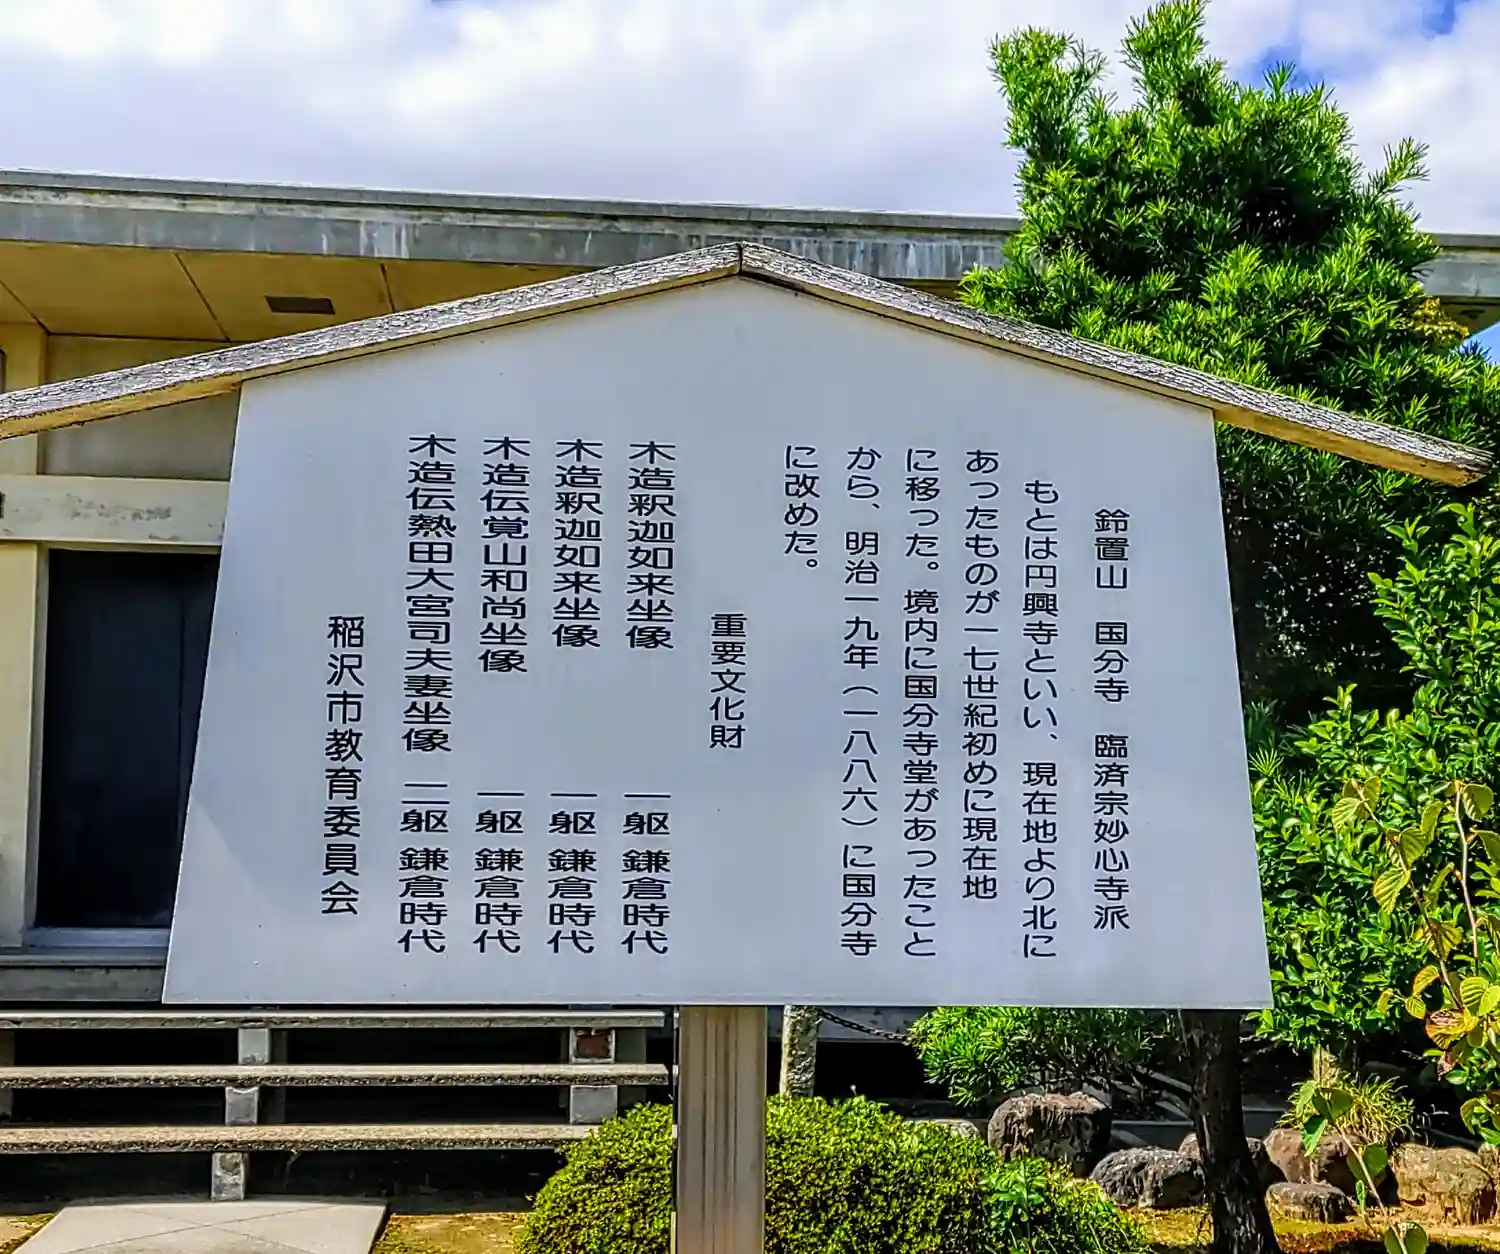 鈴置山　国分寺　臨済宗妙心寺派
もとは円興寺といい、現在地より北に
あったものが一七世紀初めに現在地
に移った。境内に国分寺堂があったこと
から、明治一九年（一八八六）に国分寺
に改めた。
重要文化財
木造釈迦如来坐像　一躯　鎌倉時代
木造釈迦如来坐像　一躯　鎌倉時代
木造伝覚山和尚坐像　一躯　鎌倉時代
木造伝熱田大宮司夫妻坐像　二躯　鎌倉時代
稲沢市教育委員会